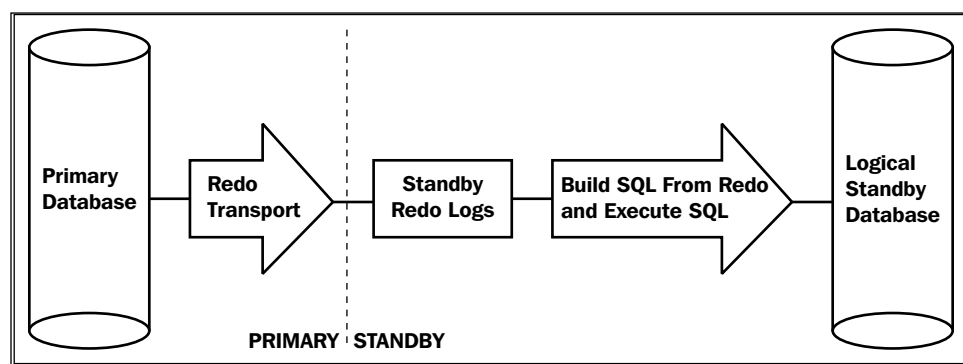 Primary
Database
Redo
Transport
Standby
Redo Logs
Build SQL From Redo
and Execute SQL
Logical
Standby
Database
PRIMARY
STANDBY